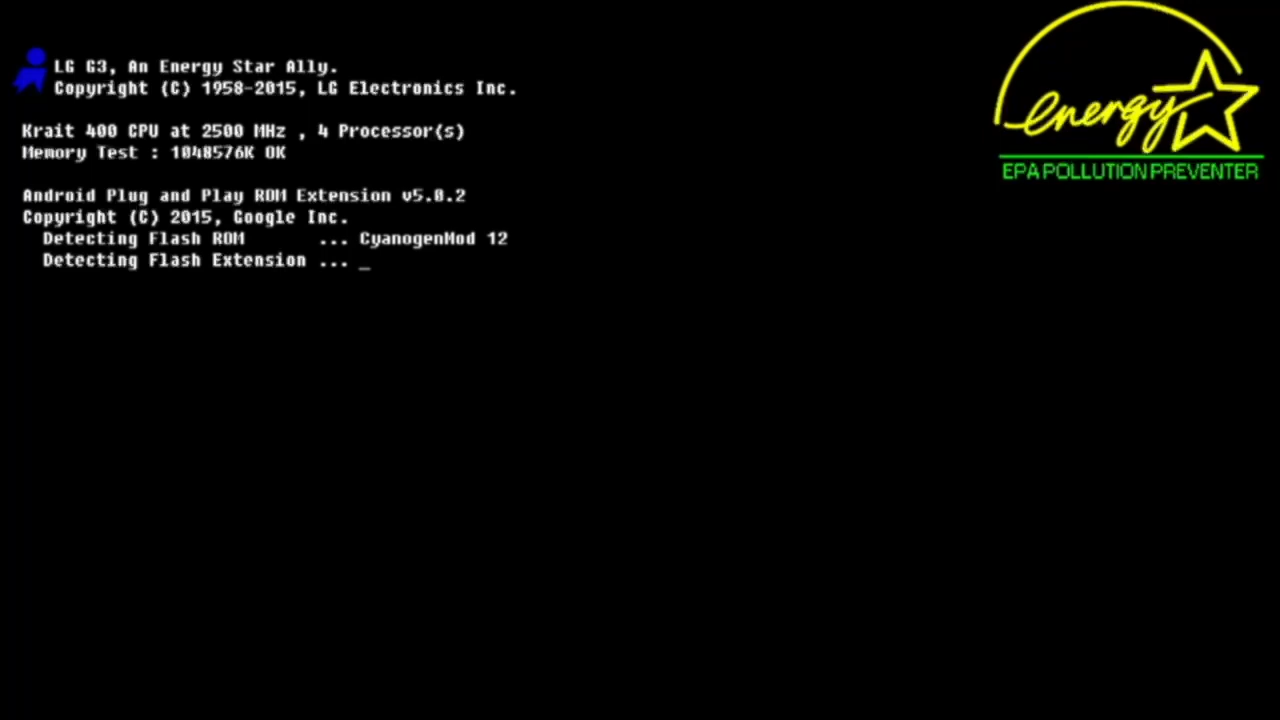 LG G3, An Energy Star Ally.
Copyright (C) 1958-2015, LG Electronics Inc.
Krait 400 CPU at 2500 MHz , 4 Processor(s)
Memory Test : 1048576K OK
Android Plug and Play ROM Extension v5.0.2
Copyright (C) 2015, Google Inc.
Detecting Flash ROM ... CyanogenMod 12
Detecting Flash Extension ... _
energy
EPA POLLUTION PREVENTER